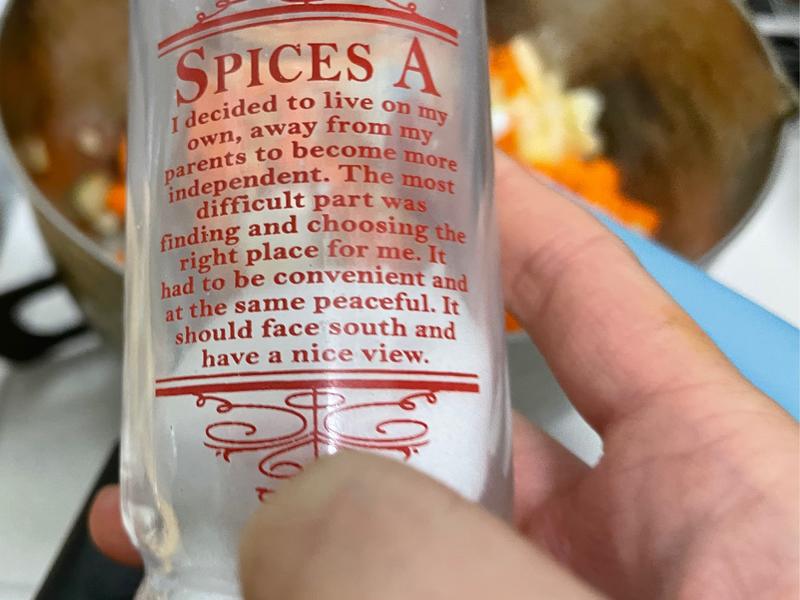 SPICES A
I decided to live on my
own, away from my
parents to become more
independent. The most
difficult part was
finding and choosing the
right place for me. It
had to be convenient and
at the same peaceful. It
should face south and
have a nice view.